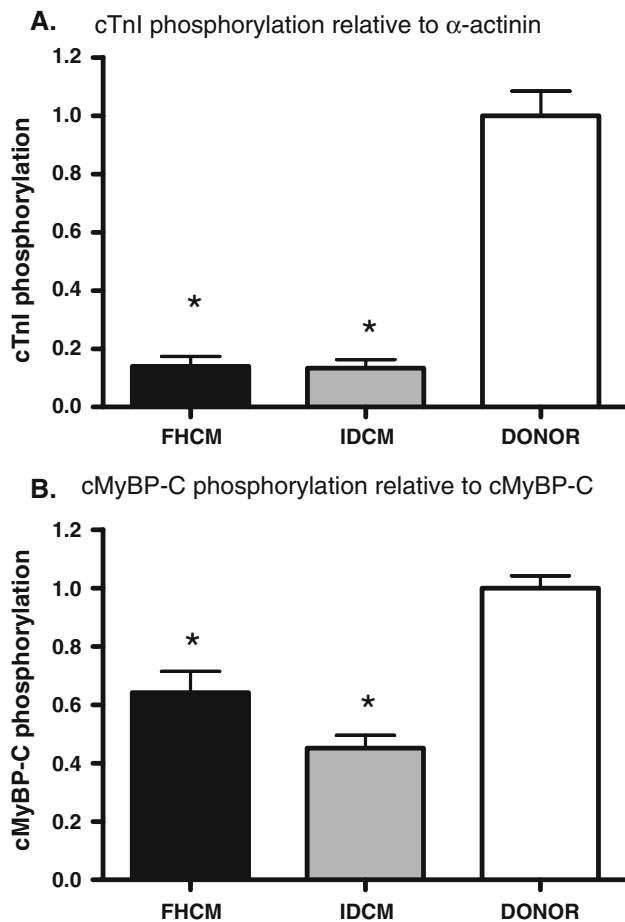 A. cTnI phosphorylation relative to α-actinin
cTnI phosphorylation
1.2
1.0
0.8
0.6
0.4
0.2
0.0
* *
FHCM IDCM DONOR
B. cMyBP-C phosphorylation relative to cMyBP-C
cMyBP-C phosphorylation
1.2
1.0
0.8
0.6
0.4
0.2
0.0
* *
FHCM IDCM DONOR